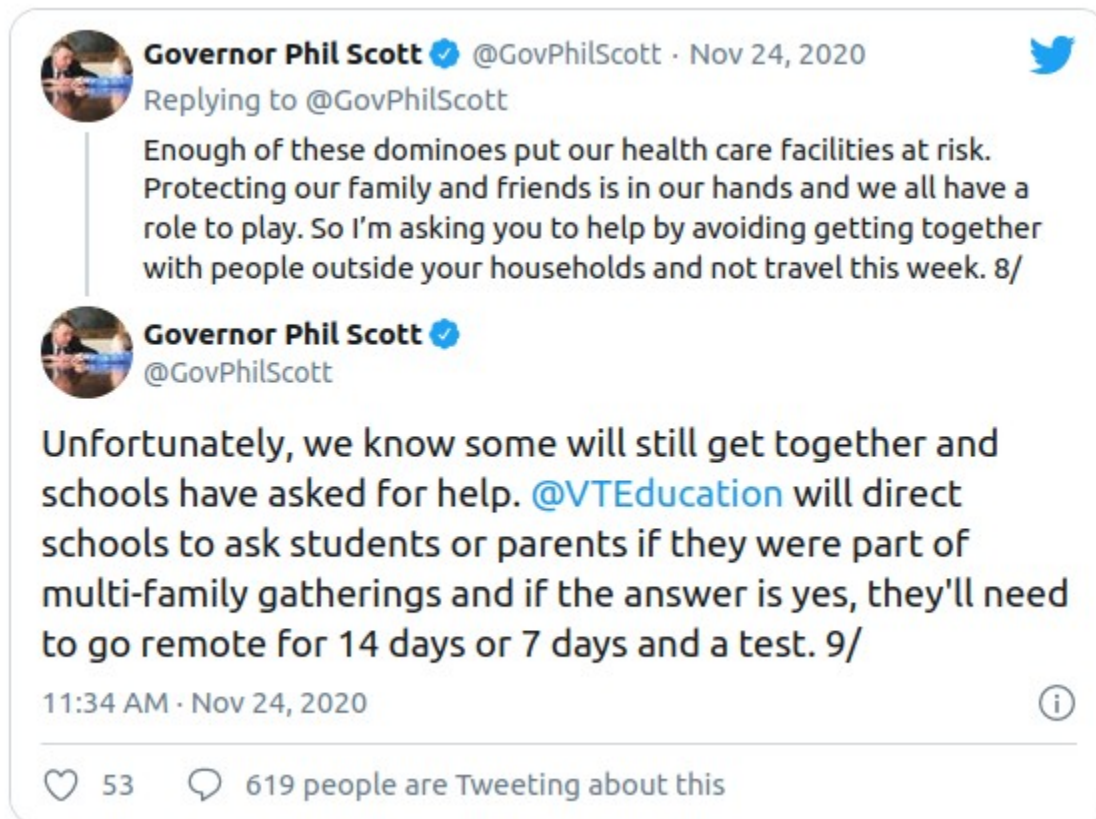 Governor Phil Scott @GovPhilScott · Nov 24, 2020
Replying to @GovPhilScott
Enough of these dominoes put our health care facilities at risk.
Protecting our family and friends is in our hands and we all have a
role to play. So I’m asking you to help by avoiding getting together
with people outside your households and not travel this week. 8/
Governor Phil Scott
@GovPhilScott
Unfortunately, we know some will still get together and
schools have asked for help. @VTEducation will direct
schools to ask students or parents if they were part of
multi-family gatherings and if the answer is yes, they'll need
to go remote for 14 days or 7 days and a test. 9/
11:34 AM · Nov 24, 2020
53 619 people are Tweeting about this